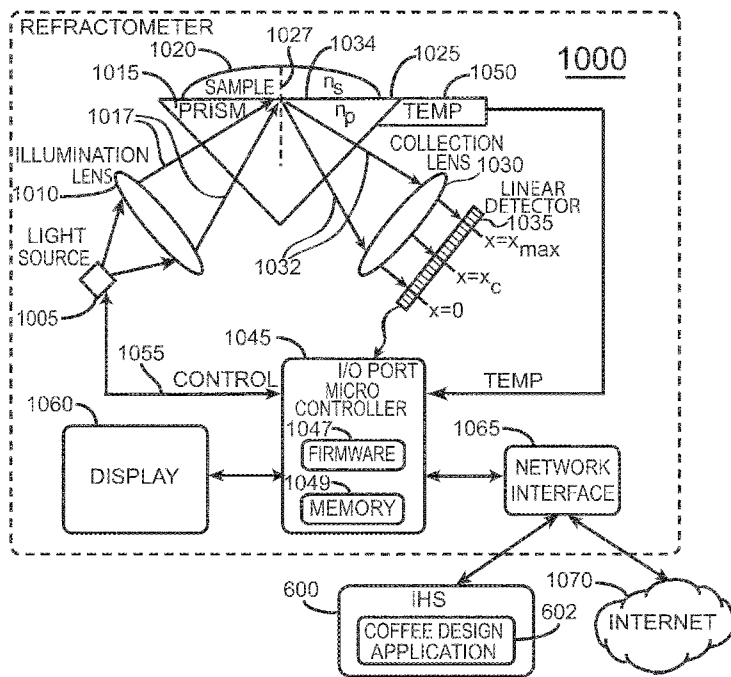 REFRACTOMETER
1000
1020
1027
1034
1015
1025
1050
SAMPLE
n_s
PRISM
n_p
TEMP
1017
ILLUMINATION
LENS
1010
COLLECTION
LENS
1030
LINEAR
DETECTOR
1035
LIGHT
SOURCE
1032
x=x_max
x=x_c
x=0
1005
1045
1055
CONTROL
I/O PORT
MICRO
CONTROLLER
TEMP
1060
1047
FIRMWARE
1065
DISPLAY
1049
MEMORY
NETWORK
INTERFACE
600
IHS
602
COFFEE DESIGN
APPLICATION
1070
INTERNET